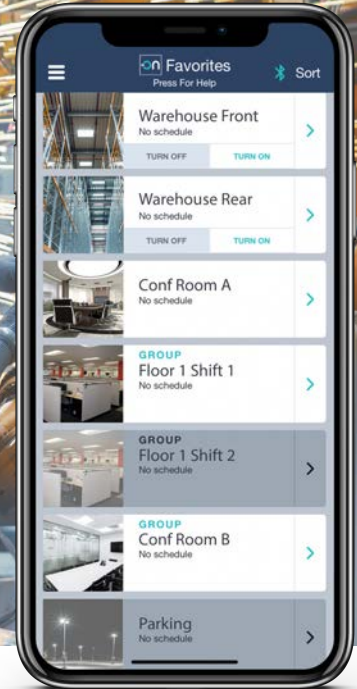 on Favorites
Press For Help
Sort
Warehouse Front
No schedule
TURN OFF TURN ON
Warehouse Rear
No schedule
TURN OFF TURN ON
Conf Room A
No schedule
GROUP
Floor 1 Shift 1
No schedule
GROUP
Floor 1 Shift 2
No schedule
GROUP
Conf Room B
No schedule
Parking
No schedule